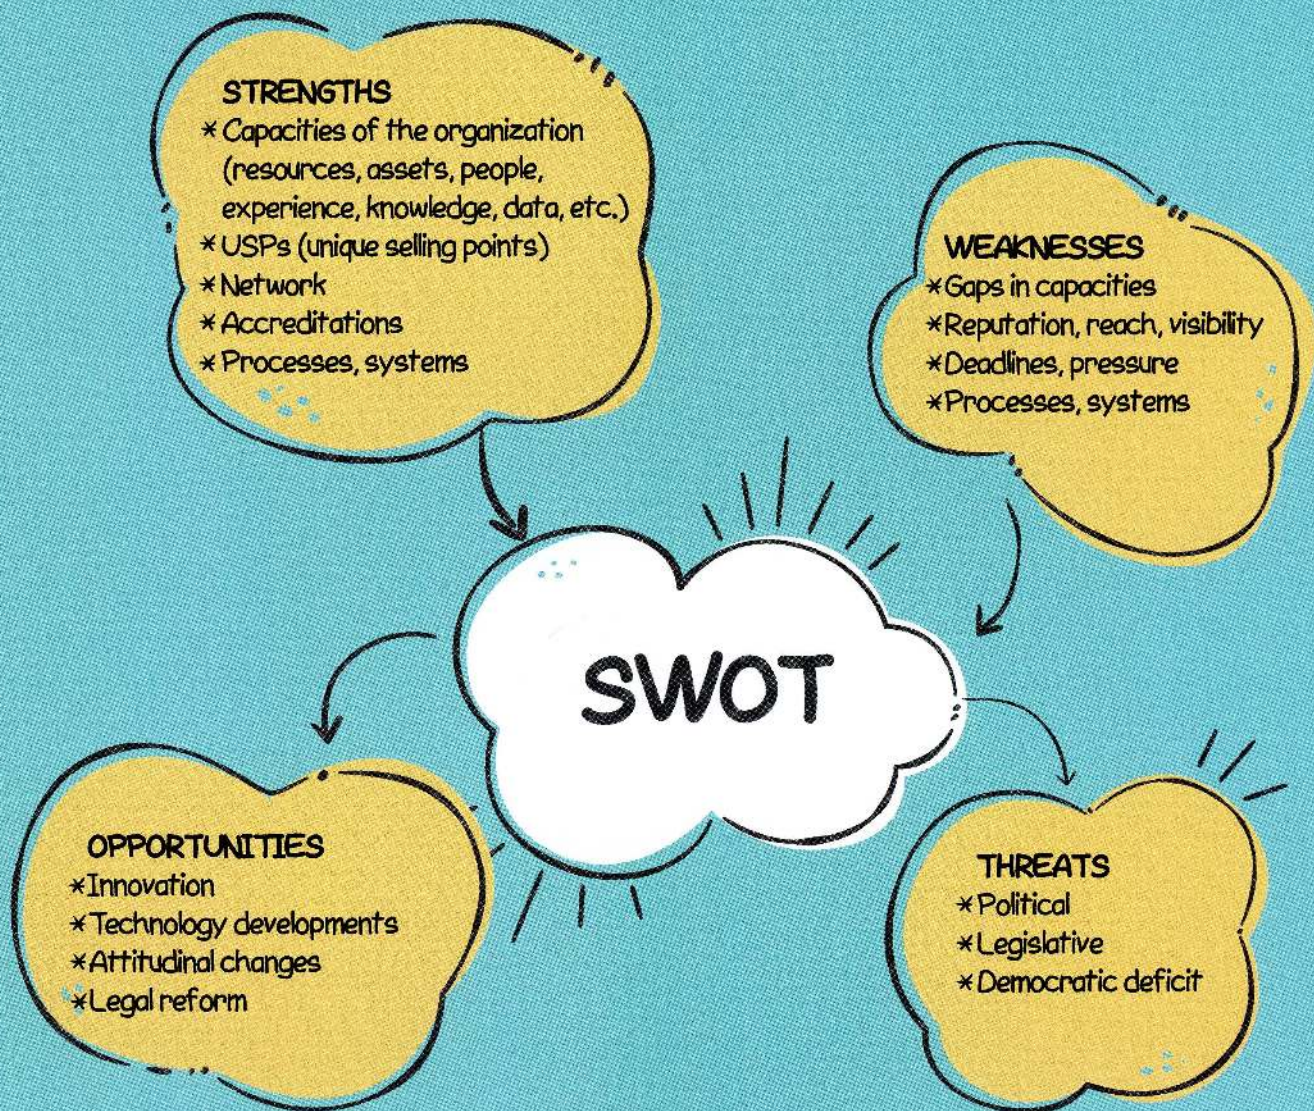 STRENGTHS
* Capacities of the organization
(resources, assets, people,
experience, knowledge, data, etc.)
* USPs (unique selling points)
* Network
* Accreditations
* Processes, systems
WEAKNESSES
* Gaps in capacities
* Reputation, reach, visibility
* Deadlines, pressure
* Processes, systems
SWOT
OPPORTUNITIES
* Innovation
* Technology developments
* Attitudinal changes
* Legal reform
THREATS
* Political
* Legislative
* Democratic deficit